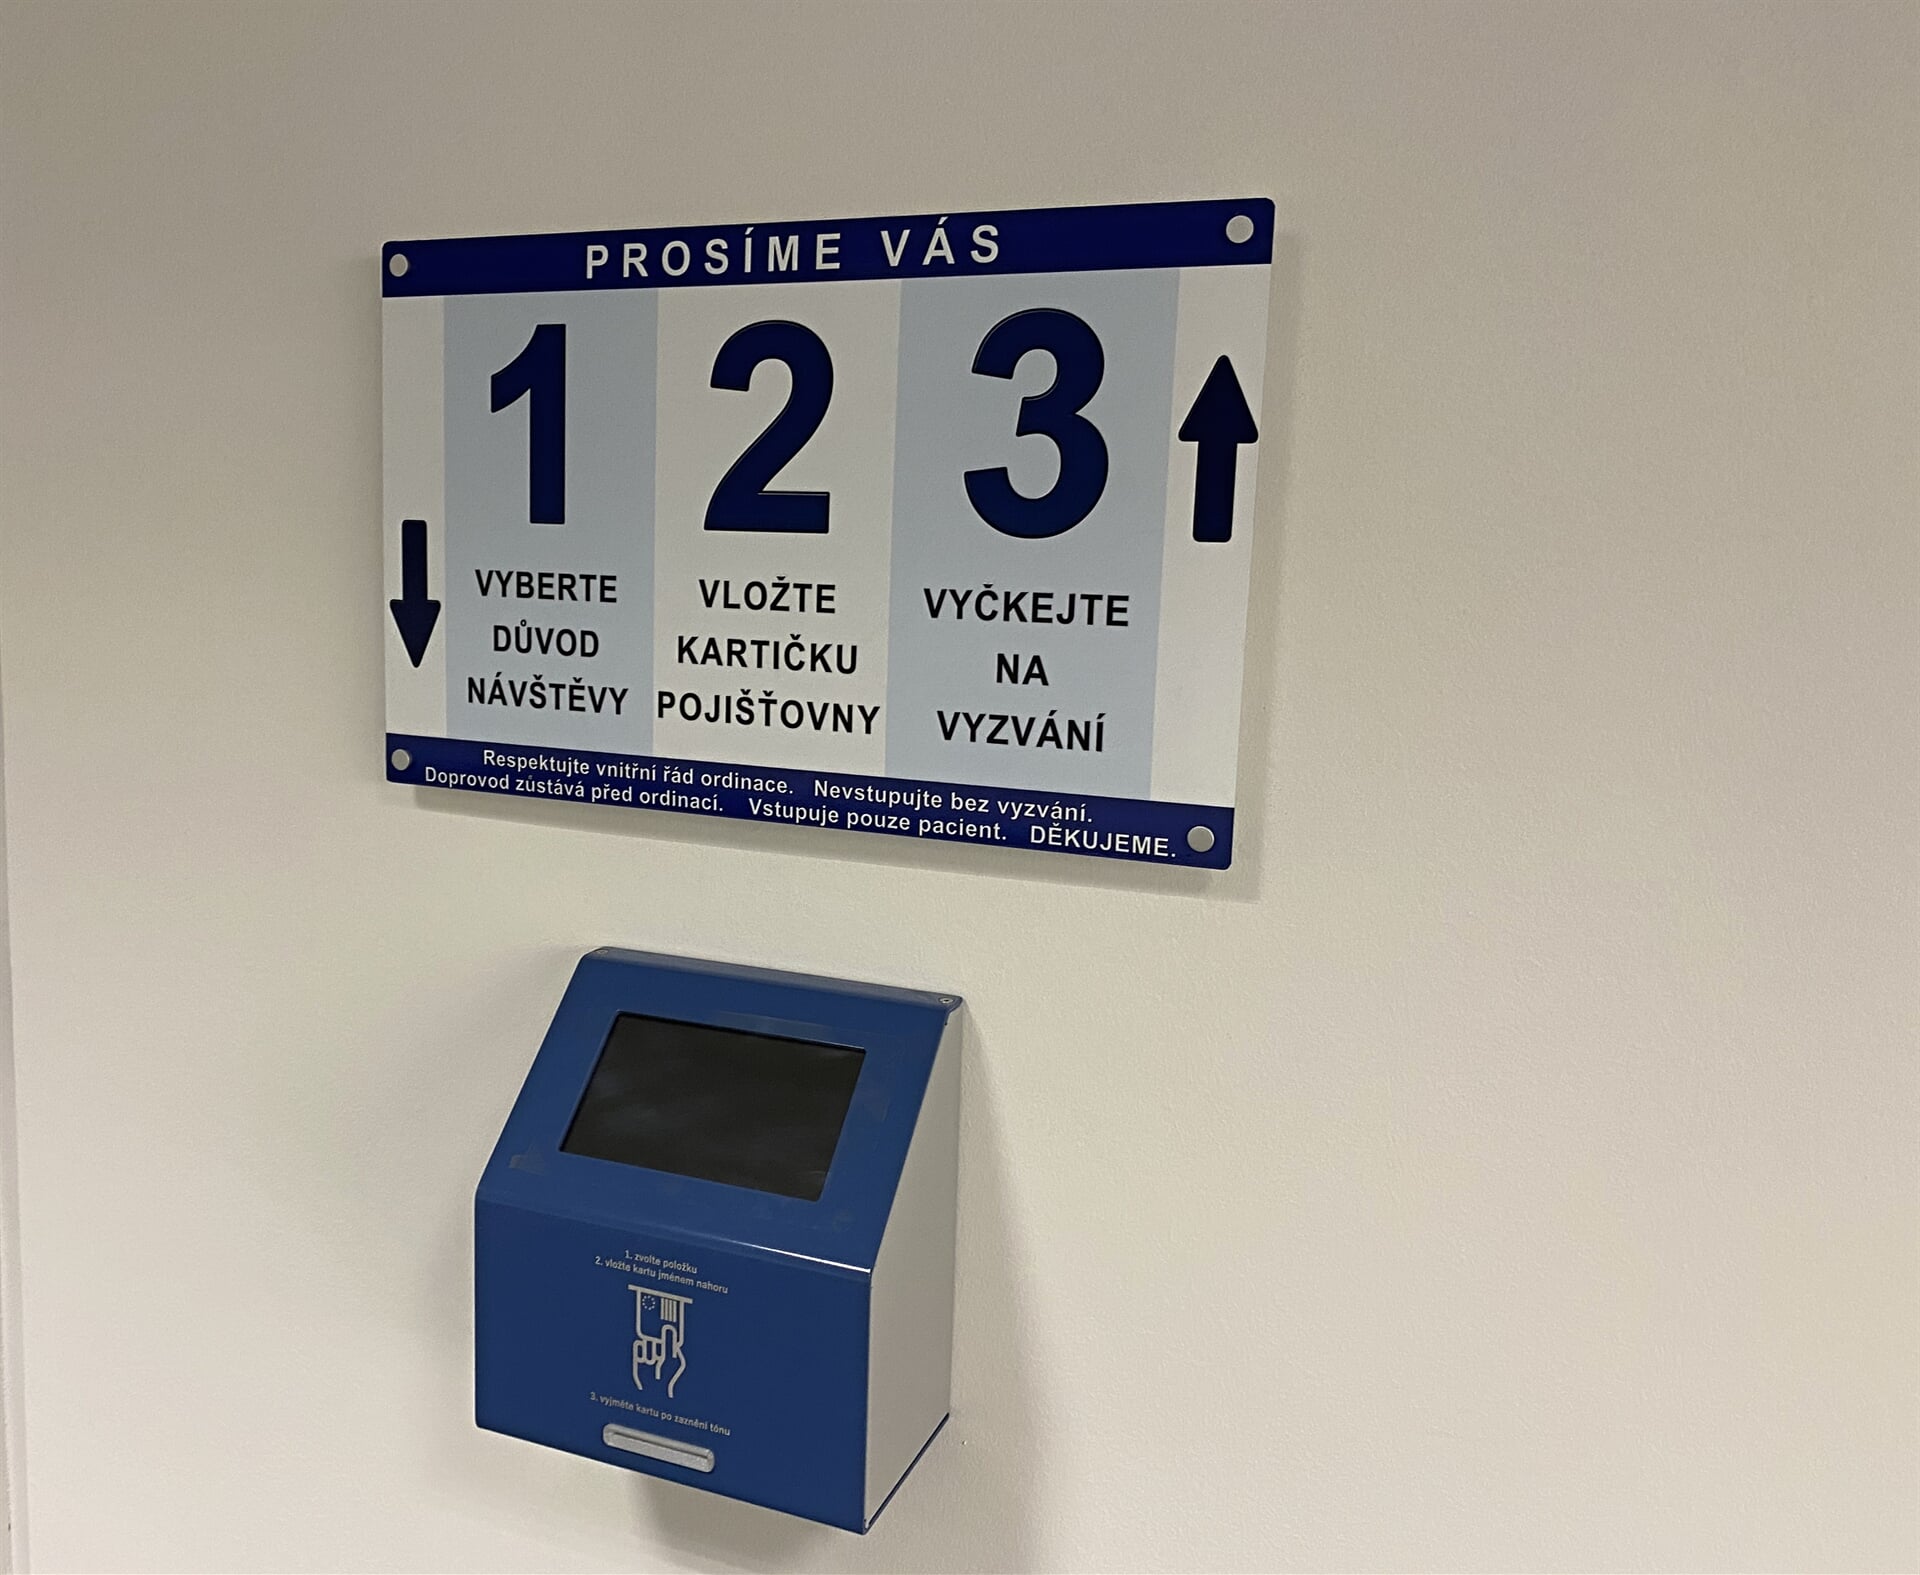 PROSÍME VÁS
1
VYBERTE
DŮVOD
NÁVŠTĚVY
2
VLOŽTE
KARTIČKU
POJIŠŤOVNY
3
VYČKEJTE
NA
VYZVÁNÍ
Respektujte vnitřní řád ordinace. Nevstupujte bez vyzvání.
Doprovod zůstává před ordinací. Vstupuje pouze pacient. DĚKUJEME.
1. zvolte položku
2. vložte kartu jménem nahoru
3. vyjměte kartu po zaznění tónu